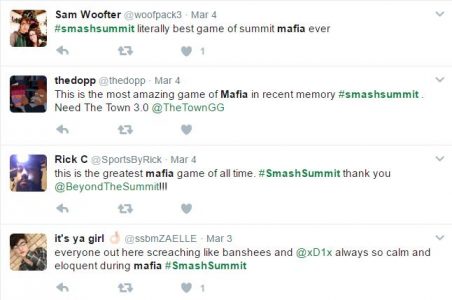 Sam Woofter @woofpack3 · Mar 4
#smashsummit literally best game of summit mafia ever
1
thedopp @thedopp · Mar 4
This is the most amazing game of Mafia in recent memory #smashsummit .
Need The Town 3.0 @TheTownGG
Rick C @SportsByRick · Mar 4
this is the greatest mafia game of all time. #SmashSummit thank you
@BeyondTheSummit!!!
it's ya girl 👌🏻 @ssbmZAELLE · Mar 3
everyone out here screaching like banshees and @xD1x always so calm and
eloquent during mafia #SmashSummit
1